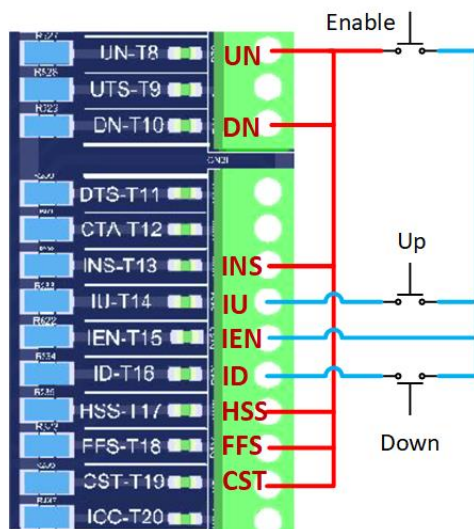 Enable
UN-T8 UN
UTS-T9
DN-T10 DN
DTS-T11
CTA-T12
INS-T13 INS
Up
IU-T14 IU
IEN-T15 IEN
ID-T16 ID
HSS-T17 HSS
Down
FFS-T18 FFS
CST-T19 CST
ICC-T20